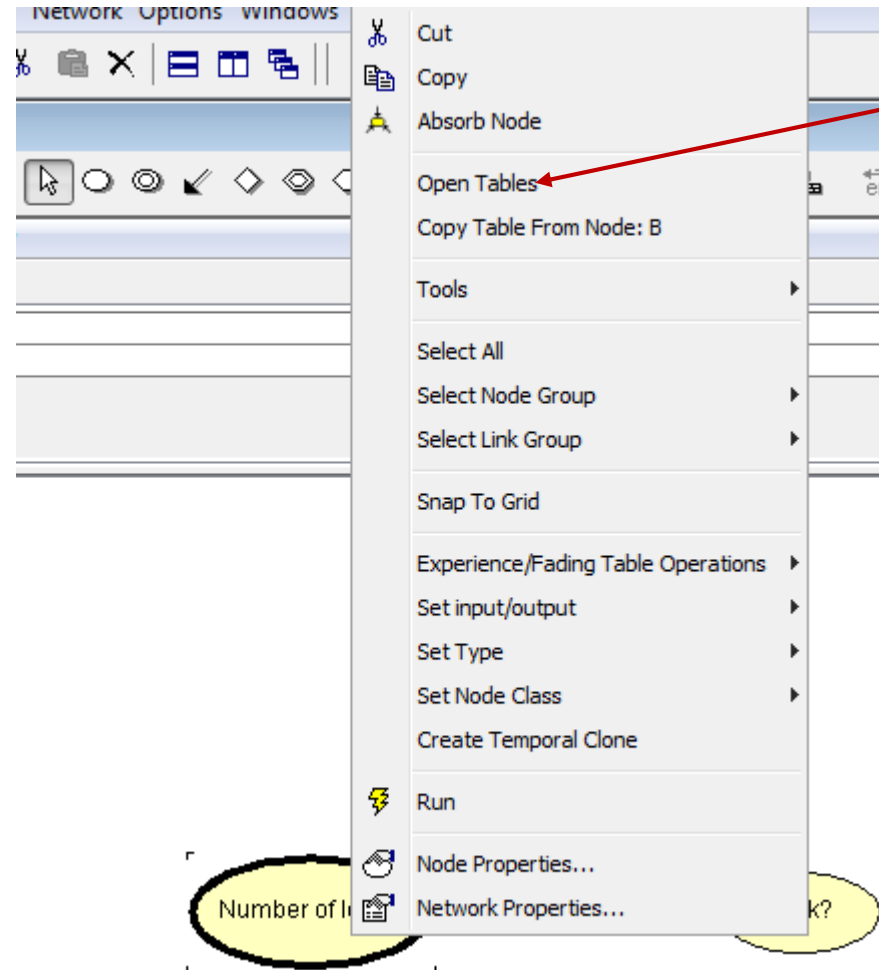 Network Options Windows
Cut
Copy
Absorb Node
Open Tables
Copy Table From Node: B
Tools
Select All
Select Node Group
Select Link Group
Snap To Grid
Experience/Fading Table Operations
Set input/output
Set Type
Set Node Class
Create Temporal Clone
Run
Node Properties...
Network Properties...
Number of
k?